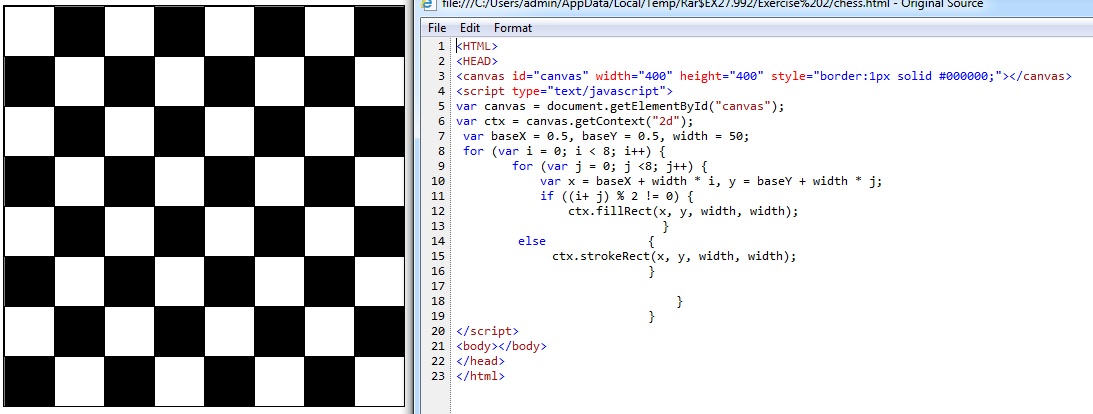 file:///C:/Users/admin/AppData/Local/Temp/Rar$EX27.992/Exercise%202/chess.html - Original Source
File Edit Format
1 <HTML>
2 <HEAD>
3 <canvas id="canvas" width="400" height="400" style="border:1px solid #000000;"></canvas>
4 <script type="text/javascript">
5 var canvas = document.getElementById("canvas");
6 var ctx = canvas.getContext("2d");
7 var baseX = 0.5, baseY = 0.5, width = 50;
8 for (var i = 0; i < 8; i++) {
9 for (var j = 0; j <8; j++) {
10 var x = baseX + width * i, y = baseY + width * j;
11 if ((i+ j) % 2 != 0) {
12 ctx.fillRect(x, y, width, width);
13 }
14 else {
15 ctx.strokeRect(x, y, width, width);
16 }
17
18 }
19 }
20 </script>
21 <body></body>
22 </head>
23 </html>